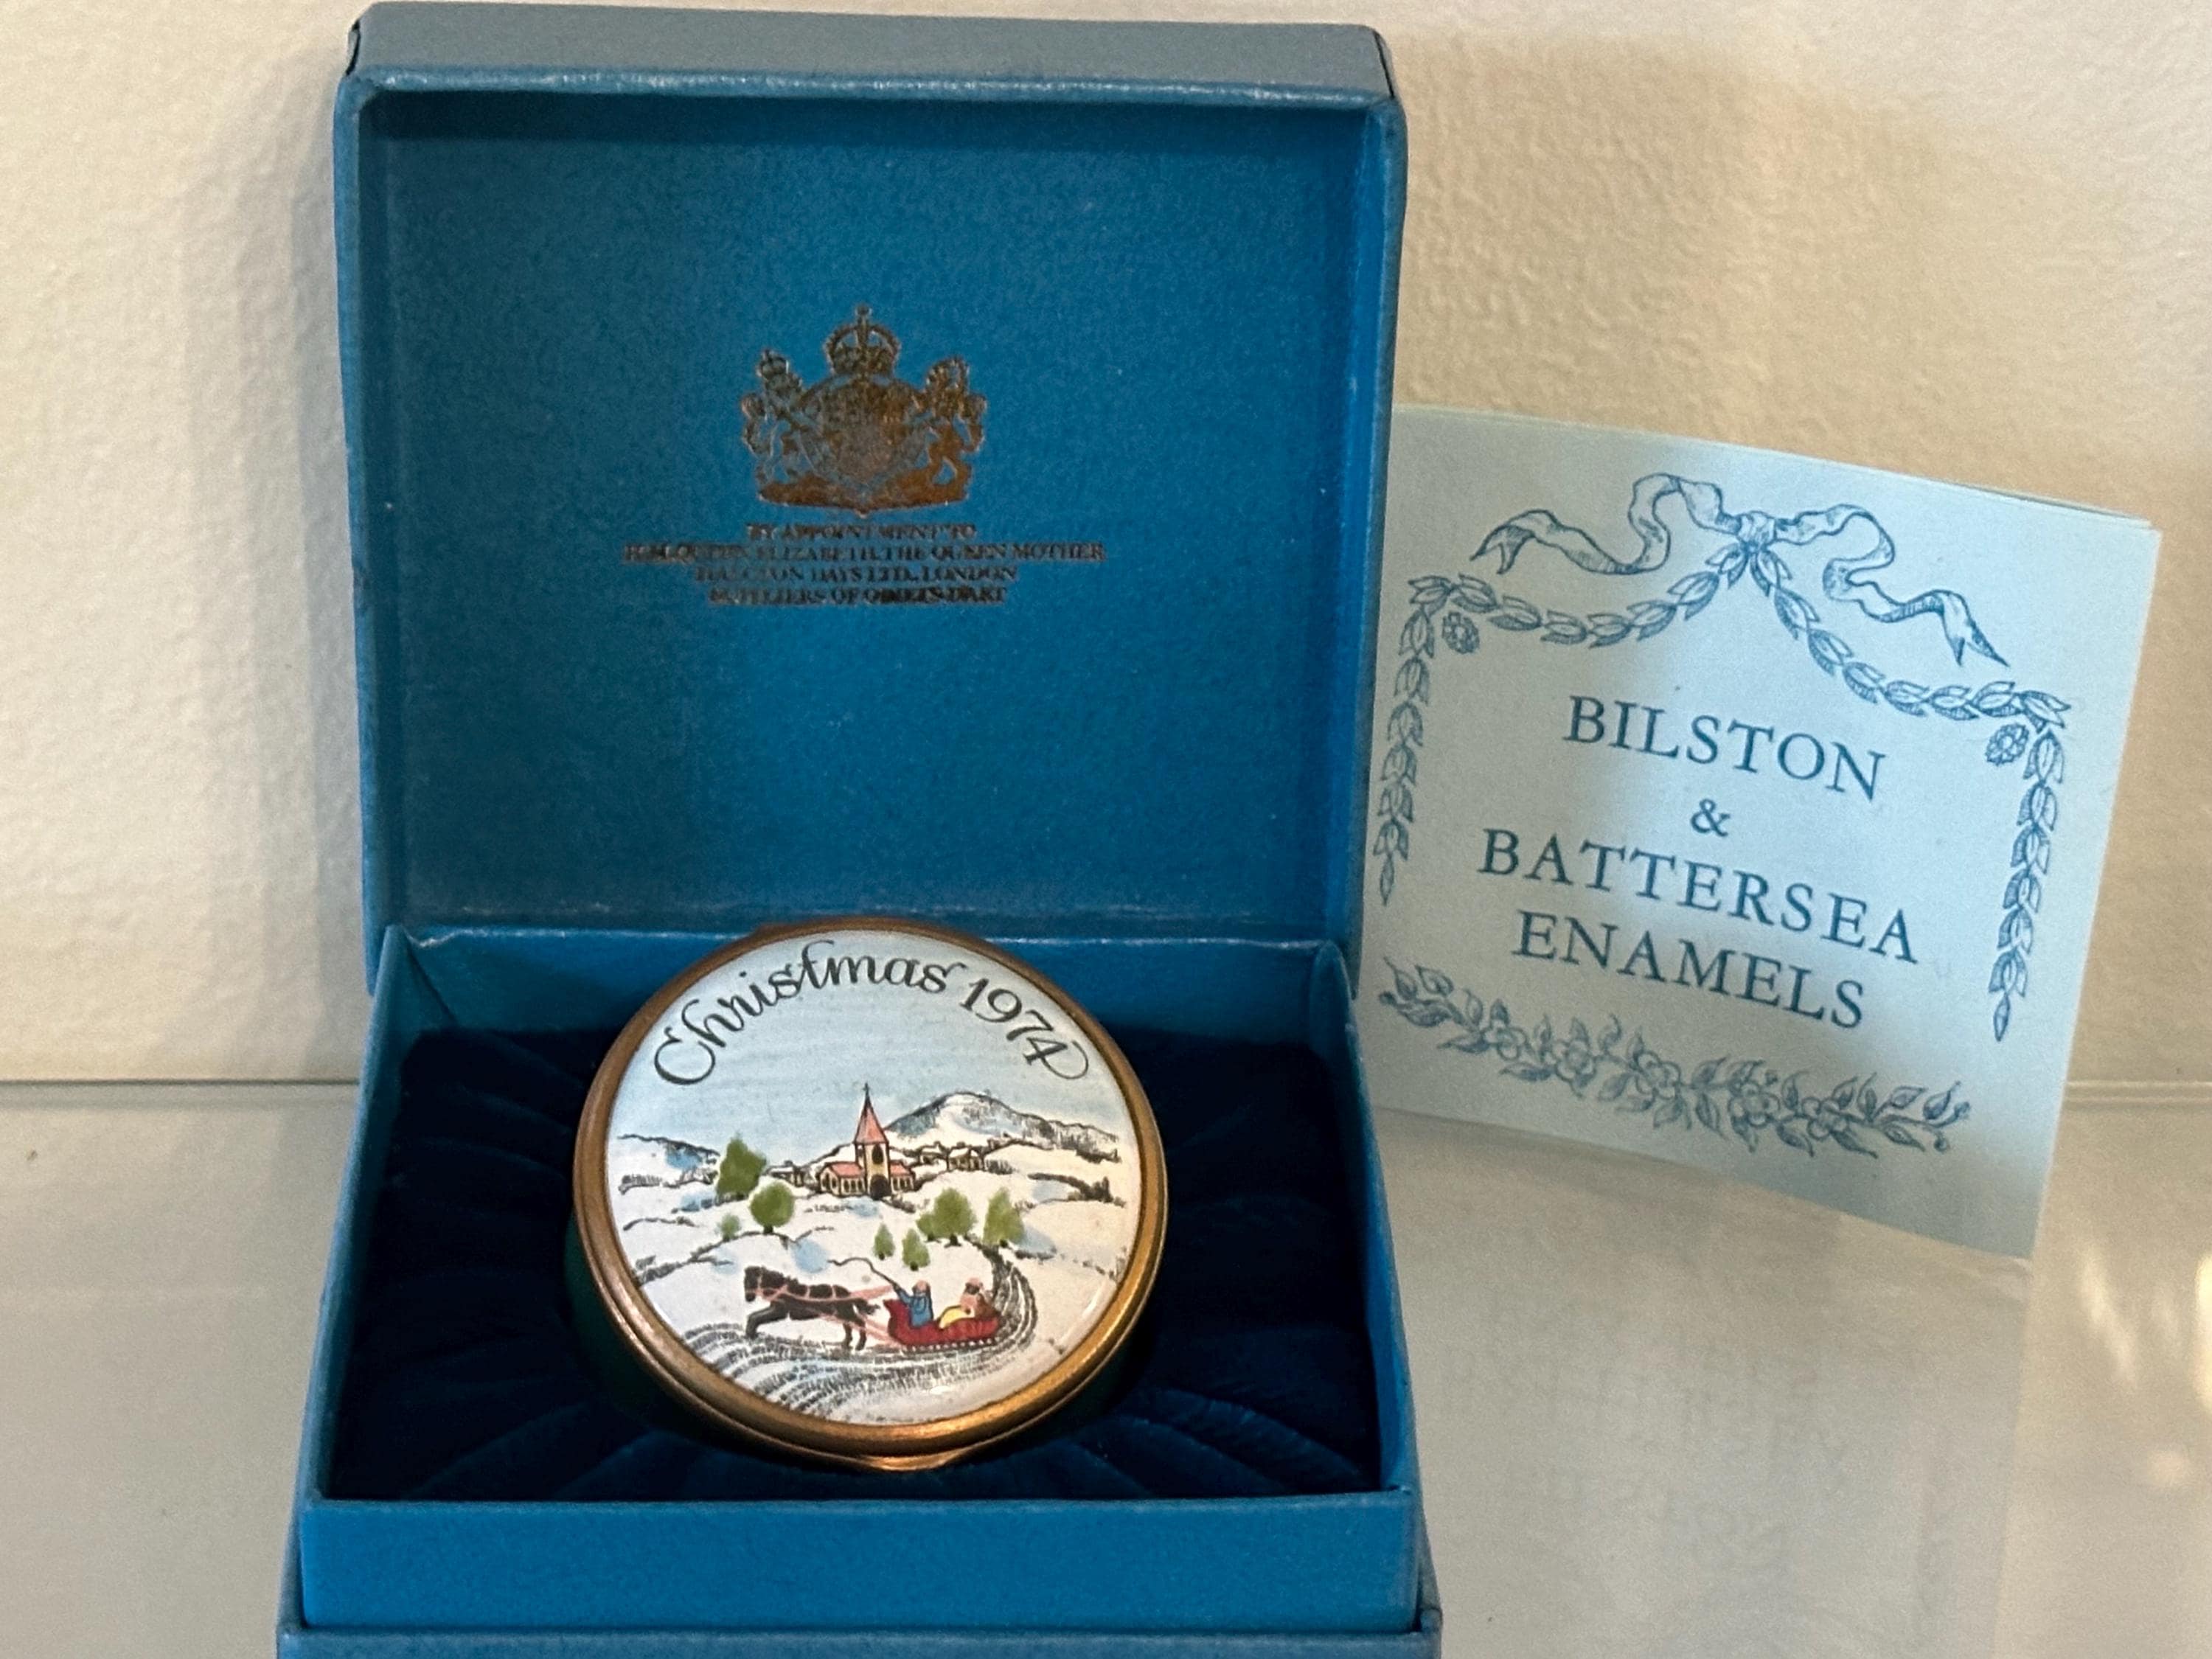 BY APPOINTMENT TO
H.M. QUEEN ELIZABETH, THE QUEEN MOTHER
HALCYON DAYS LTD., LONDON
SUPPLIERS OF OBJETS D'ART
Christmas 1974
BILSTON
&
BATTERSEA
ENAMELS